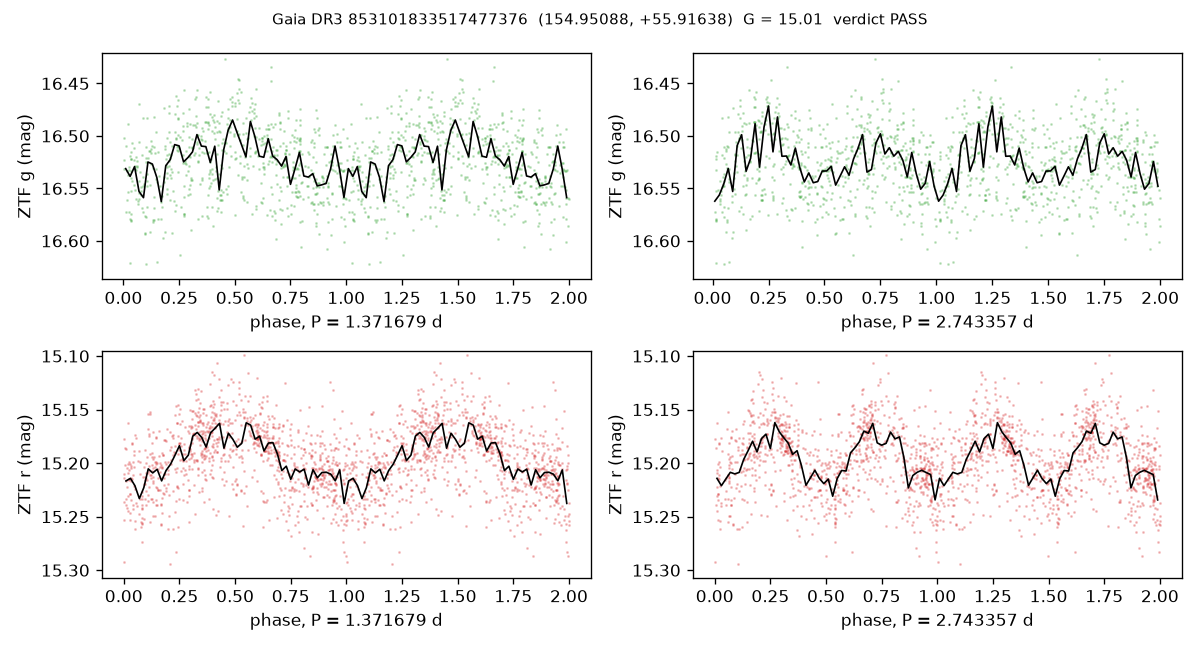 Gaia DR3 853101833517477376 (154.95088, +55.91638) G = 15.01 verdict PASS
ZTF g (mag)
16.45
16.50
16.55
16.60
0.00 0.25 0.50 0.75 1.00 1.25 1.50 1.75 2.00
phase, P = 1.371679 d
ZTF g (mag)
16.45
16.50
16.55
16.60
0.00 0.25 0.50 0.75 1.00 1.25 1.50 1.75 2.00
phase, P = 2.743357 d
ZTF r (mag)
15.10
15.15
15.20
15.25
15.30
0.00 0.25 0.50 0.75 1.00 1.25 1.50 1.75 2.00
phase, P = 1.371679 d
ZTF r (mag)
15.10
15.15
15.20
15.25
15.30
0.00 0.25 0.50 0.75 1.00 1.25 1.50 1.75 2.00
phase, P = 2.743357 d